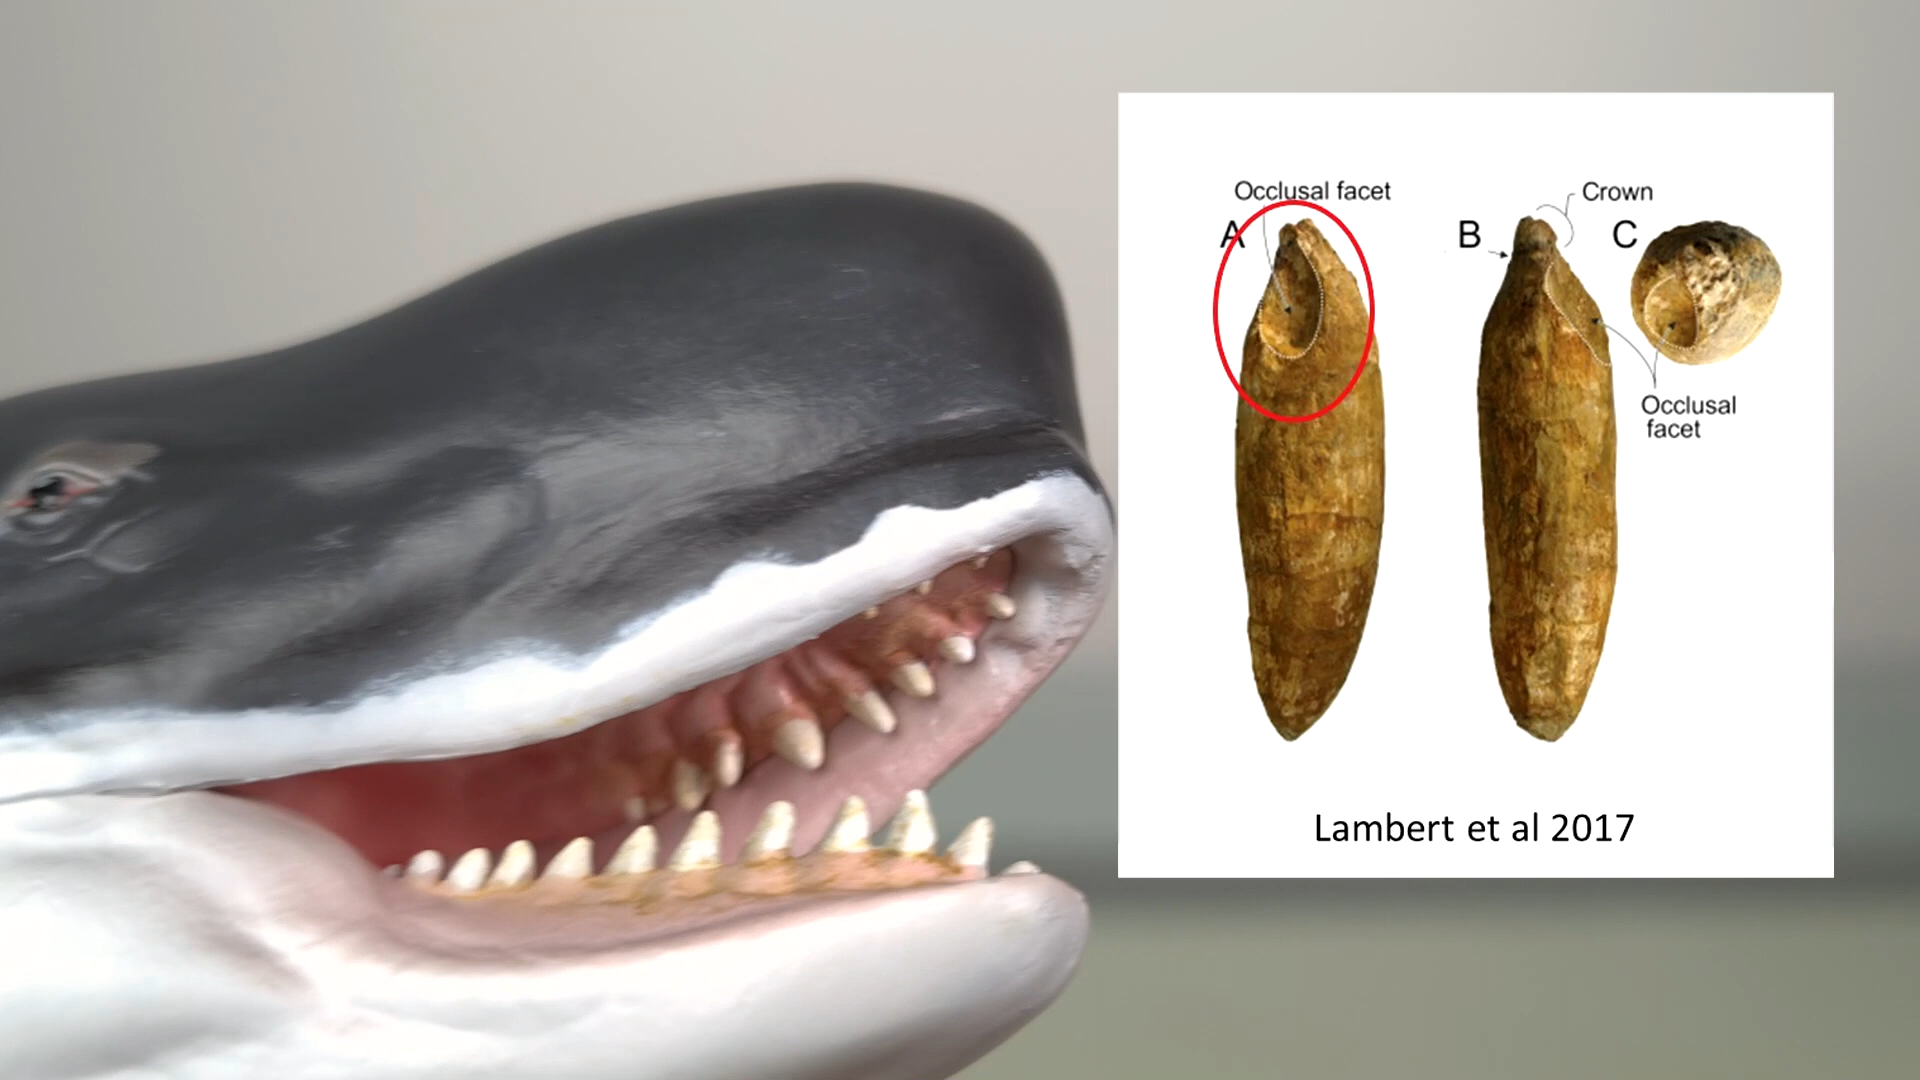 Occlusal facet
Crown
A
B
C
Occlusal
facet
Lambert et al 2017